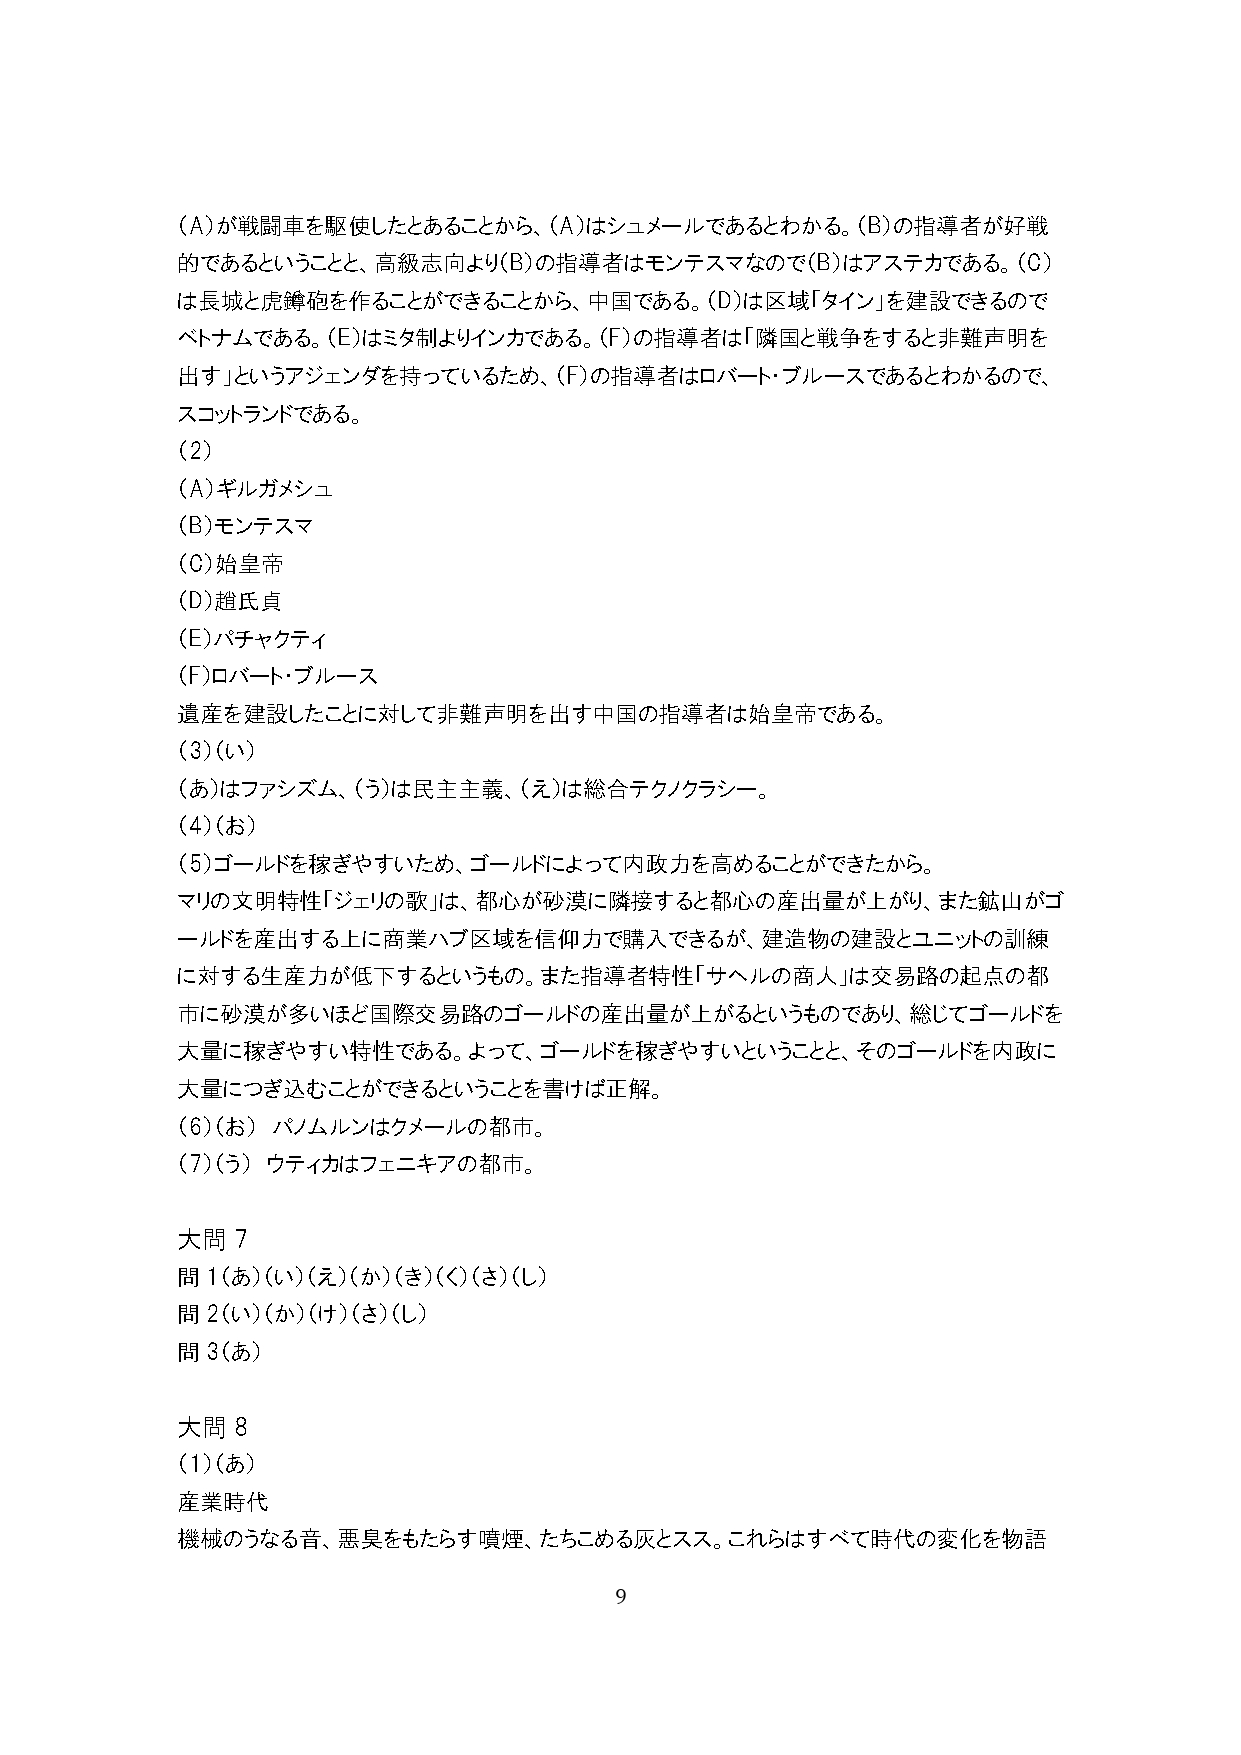 （A）が戦闘車を駆使したとあることから、（A）はシュメールであるとわかる。（B）の指導者が好戦
的であるということと、高級志向より（B）の指導者はモンテスマなので（B）はアステカである。（C）
は長城と虎蹲砲を作ることができることから、中国である。（D）は区域「タイン」を建設できるので
ベトナムである。（E）はミタ制よりインカである。（F）の指導者は「隣国と戦争をすると非難声明を
出す」というアジェンダを持っているため、（F）の指導者はロバート・ブルースであるとわかるので、
スコットランドである。
（2）
（A）ギルガメシュ
（B）モンテスマ
（C）始皇帝
（D）趙氏貞
（E）パチャクティ
（F）ロバート・ブルース
遺産を建設したことに対して非難声明を出す中国の指導者は始皇帝である。
（3）（い）
（あ）はファシズム、（う）は民主主義、（え）は総合テクノクラシー。
（4）（お）
（5）ゴールドを稼ぎやすいため、ゴールドによって内政力を高めることができたから。
マリの文明特性「ジェリの歌」は、都心が砂漠に隣接すると都心の産出量が上がり、また鉱山がゴ
ールドを産出する上に商業ハブ区域を信仰力で購入できるが、建造物の建設とユニットの訓練
に対する生産力が低下するというもの。また指導者特性「サヘルの商人」は交易路の起点の都
市に砂漠が多いほど国際交易路のゴールドの産出量が上がるというものであり、総じてゴールドを
大量に稼ぎやすい特性である。よって、ゴールドを稼ぎやすいということと、そのゴールドを内政に
大量につぎ込むことができるということを書けば正解。
（6）（お） パノムルンはクメールの都市。
（7）（う） ウティカはフェニキアの都市。
大問 7
問 1（あ）（い）（え）（か）（き）（く）（さ）（し）
問 2（い）（か）（け）（さ）（し）
問 3（あ）
大問 8
（1）（あ）
産業時代
機械のうなる音、悪臭をもたらす噴煙、たちこめる灰とスス。これらはすべて時代の変化を物語
9